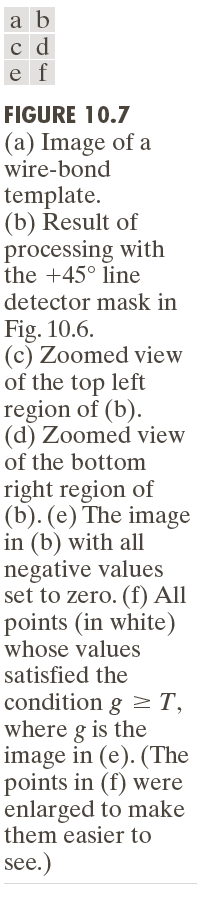 a b
c d
e f
FIGURE 10.7
(a) Image of a
wire-bond
template.
(b) Result of
processing with
the +45° line
detector mask in
Fig. 10.6.
(c) Zoomed view
of the top left
region of (b).
(d) Zoomed view
of the bottom
right region of
(b). (e) The image
in (b) with all
negative values
set to zero. (f) All
points (in white)
whose values
satisfied the
condition g ≥ T,
where g is the
image in (e). (The
points in (f) were
enlarged to make
them easier to
see.)